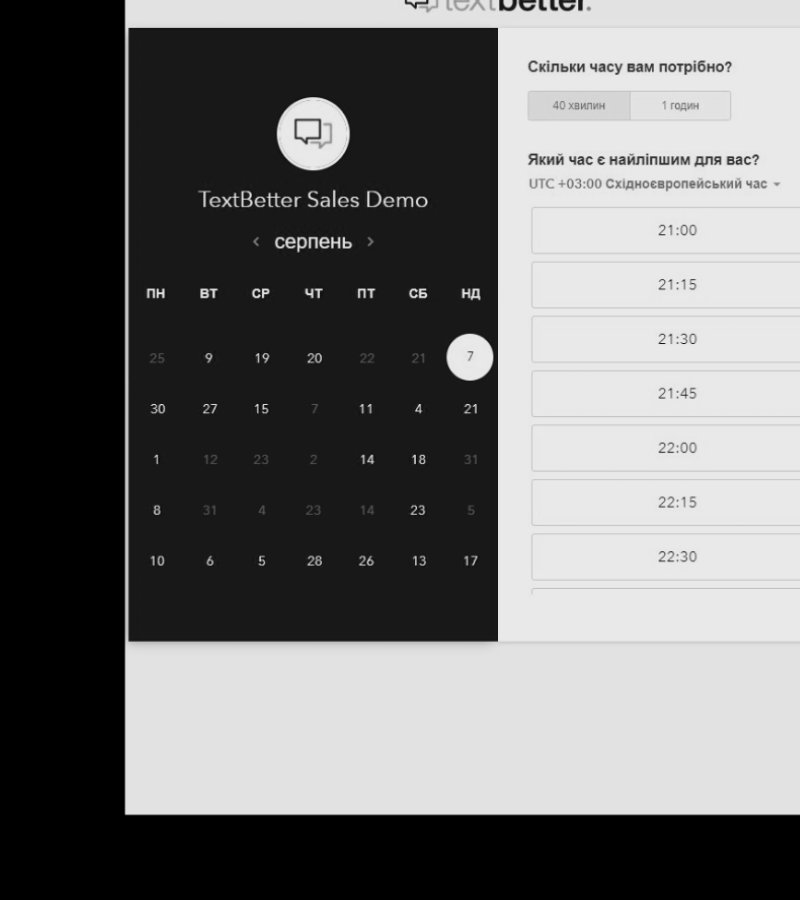 textbetter.
TextBetter Sales Demo
< серпень >
ПН ВТ СР ЧТ ПТ СБ НД
25 9 19 20 22 21 7
30 27 15 7 11 4 21
1 12 23 2 14 18 31
8 31 4 23 14 23 5
10 6 5 28 26 13 17
Скільки часу вам потрібно?
40 хвилин 1 годин
Який час є найліпшим для вас?
UTC +03:00 Східноєвропейський час
21:00
21:15
21:30
21:45
22:00
22:15
22:30